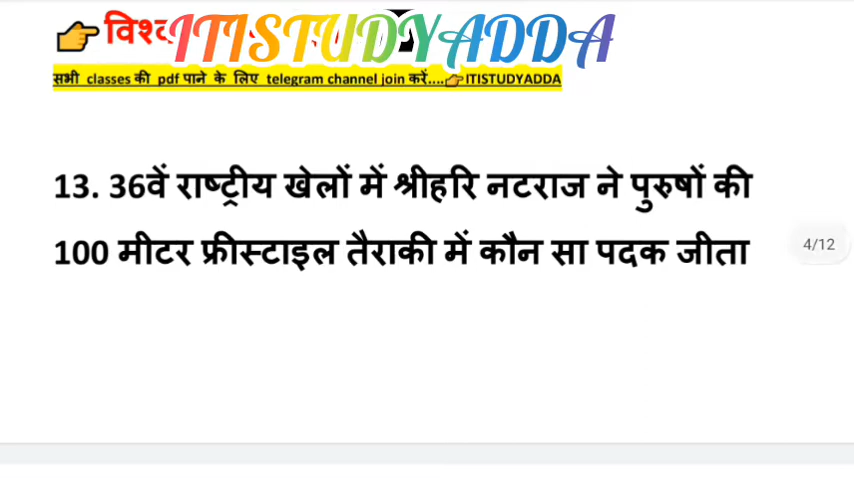 ITISTUDYADDA
सभी classes की pdf पाने के लिए telegram channel join करें....👉ITISTUDYADDA
13. 36वें राष्ट्रीय खेलों में श्रीहरि नटराज ने पुरुषों की
100 मीटर फ्रीस्टाइल तैराकी में कौन सा पदक जीता
4/12